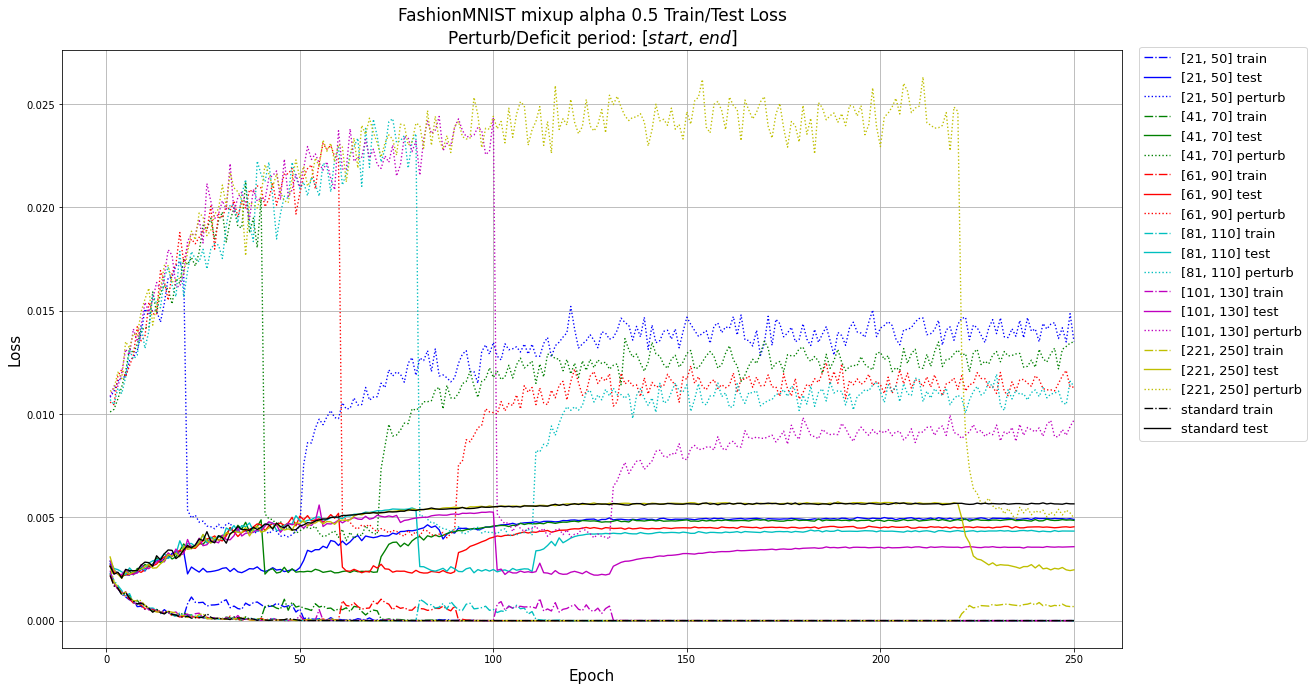 FashionMNIST mixup alpha 0.5 Train/Test Loss
Perturb/Deficit period: [start, end]
0.025
0.020
0.015
0.010
0.005
0.000
Loss
0
50
100
150
200
250
Epoch
[21, 50] train
[21, 50] test
[21, 50] perturb
[41, 70] train
[41, 70] test
[41, 70] perturb
[61, 90] train
[61, 90] test
[61, 90] perturb
[81, 110] train
[81, 110] test
[81, 110] perturb
[101, 130] train
[101, 130] test
[101, 130] perturb
[221, 250] train
[221, 250] test
[221, 250] perturb
standard train
standard test